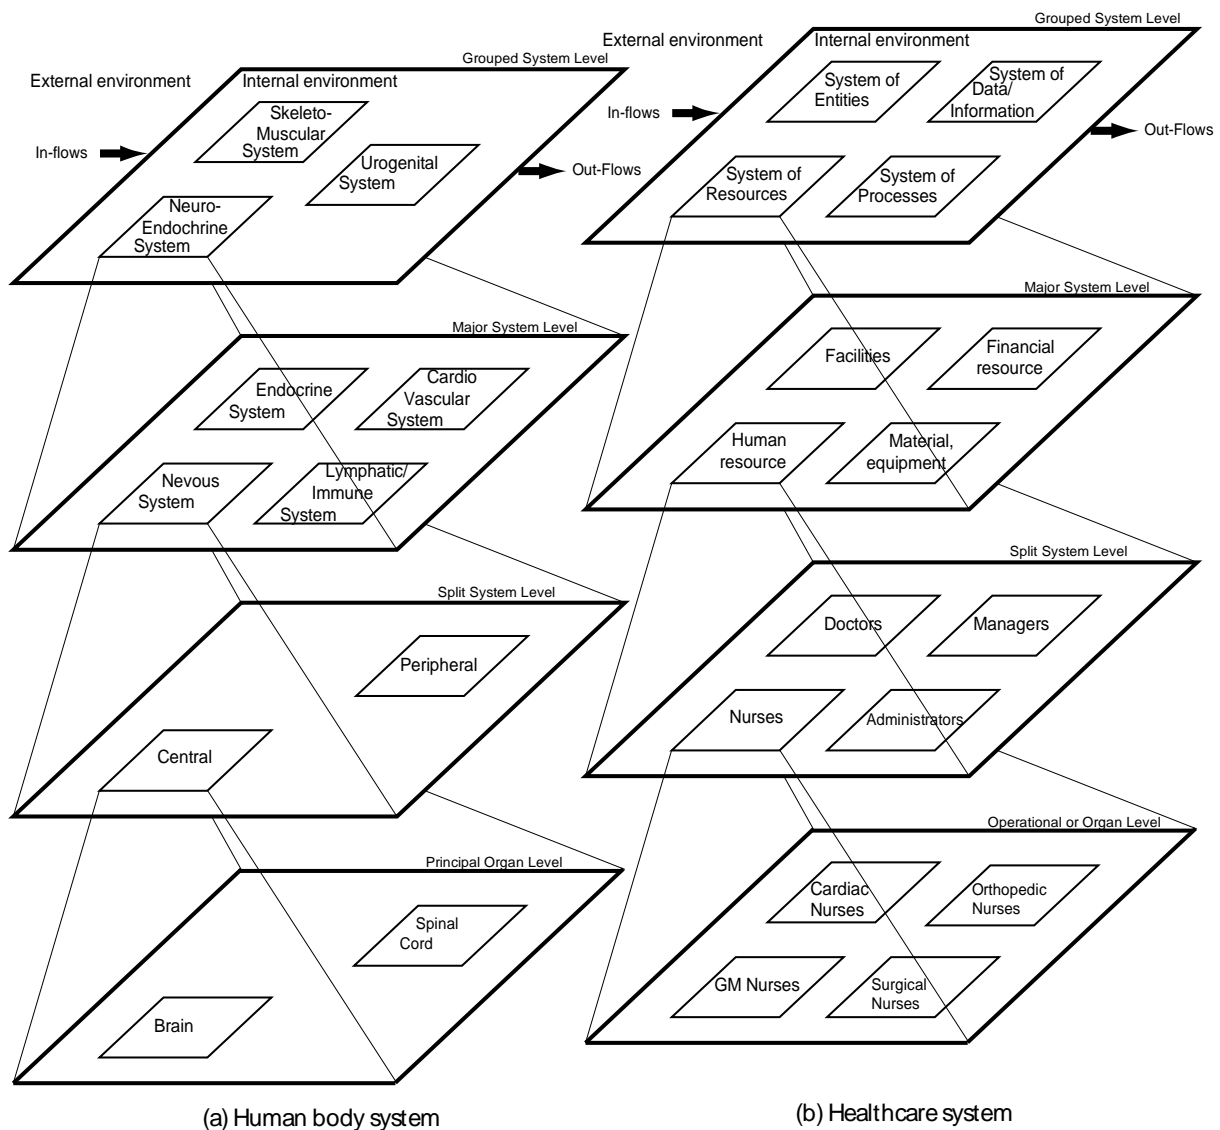 Grouped System Level
External environment
Internal environment
In-flows
Skeleto-
Muscular
System
Urogenital
System
Out-Flows
Neuro-
Endocrine
System
Major System Level
Endocrine
System
Cardio
Vascular
System
Nevous
System
Lymphatic/
Immune
System
Split System Level
Peripheral
Central
Principal Organ Level
Spinal
Cord
Brain
(a) Human body system
Grouped System Level
External environment
Internal environment
In-flows
System of
Entities
System of
Data/
Information
Out-Flows
System of
Resources
System of
Processes
Major System Level
Facilities
Financial
resource
Human
resource
Material,
equipment
Split System Level
Doctors
Managers
Nurses
Administrators
Operational or Organ Level
Cardiac
Nurses
Orthopedic
Nurses
GM Nurses
Surgical
Nurses
(b) Healthcare system